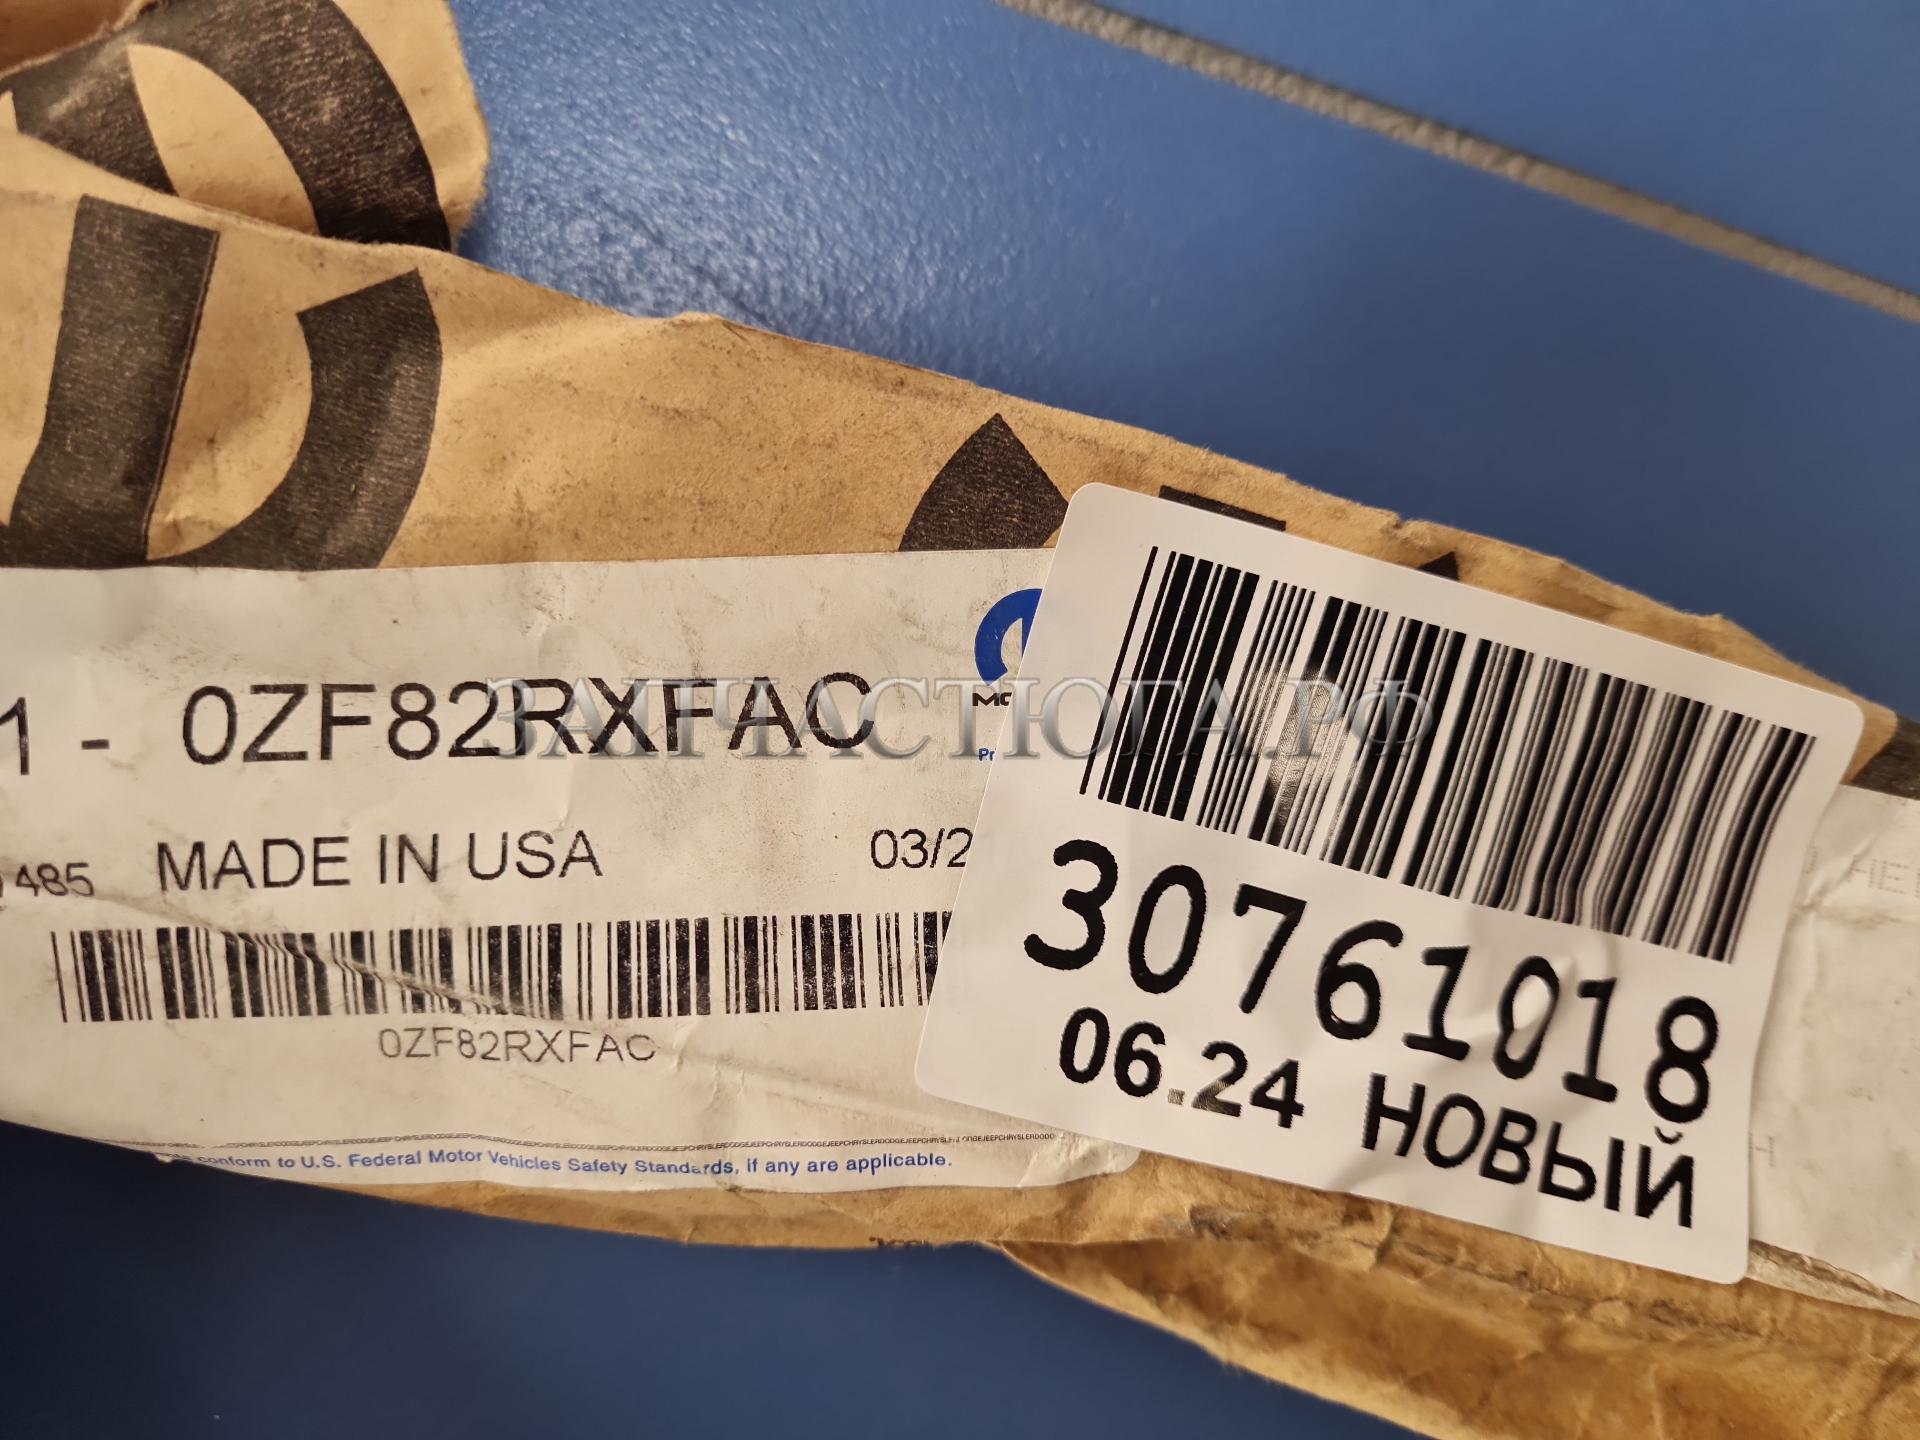 1 - 0ZF82RXFAC
485 MADE IN USA 03/2
0ZF82RXFAC
conform to U.S. Federal Motor Vehicles Safety Standards, if any are applicable.
30761018
06.24 НОВЫЙ
ЗАПЧАСТЮГА.РФ